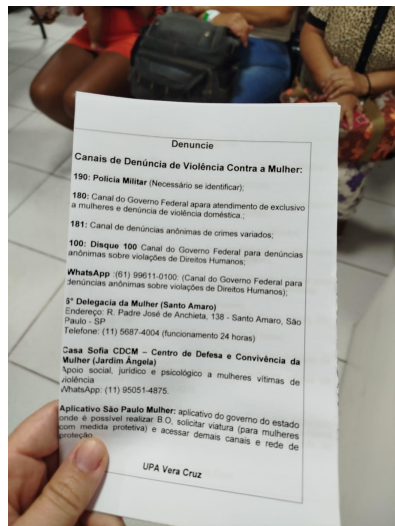 Denuncie
Canais de Denúncia de Violência Contra a Mulher:
190: Polícia Militar (Necessário se identificar);
180: Canal do Governo Federal apara atendimento de exclusivo
a mulheres e denúncia de violência doméstica.;
181: Canal de denúncias anônimas de crimes variados;
100: Disque 100 Canal do Governo Federal para denúncias
anônimas sobre violações de Direitos Humanos;
WhatsApp :(61) 99611-0100: (Canal do Governo Federal para
denúncias anônimas sobre violações de Direitos Humanos);
6° Delegacia da Mulher (Santo Amaro)
Endereço: R. Padre José de Anchieta, 138 - Santo Amaro, São
Paulo - SP
Telefone: (11) 5687-4004 (funcionamento 24 horas)
Casa Sofia CDCM – Centro de Defesa e Convivência da
Mulher (Jardim Ângela)
Apoio social, jurídico e psicológico a mulheres vítimas de
violência
WhatsApp: (11) 95051-4875.
Aplicativo São Paulo Mulher: aplicativo do governo do estado
onde é possível realizar B.O, solicitar viatura (para mulheres
com medida protetiva) e acessar demais canais e rede de
proteção.
UPA Vera Cruz